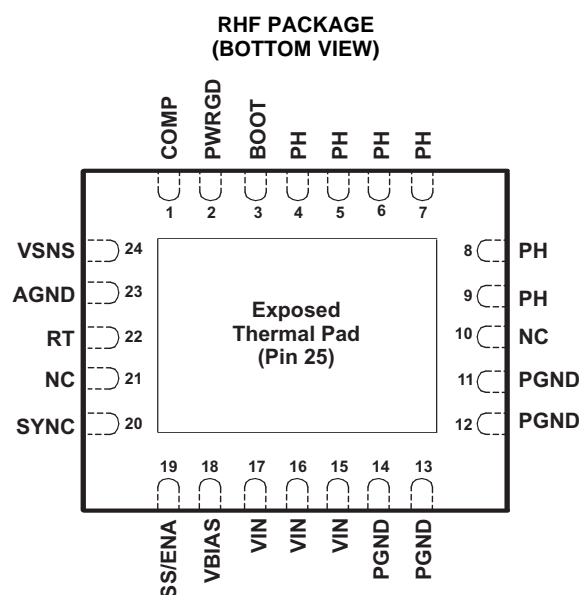 RHF PACKAGE
(BOTTOM VIEW)
COMP
PWRGD
BOOT
PH
PH
PH
PH
1 2 3 4 5 6 7
VSNS 24
AGND 23
RT 22
NC 21
SYNC 20
Exposed
Thermal Pad
(Pin 25)
8 PH
9 PH
10 NC
11 PGND
12 PGND
19 18 17 16 15 14 13
SS/ENA
VBIAS
VIN
VIN
VIN
PGND
PGND